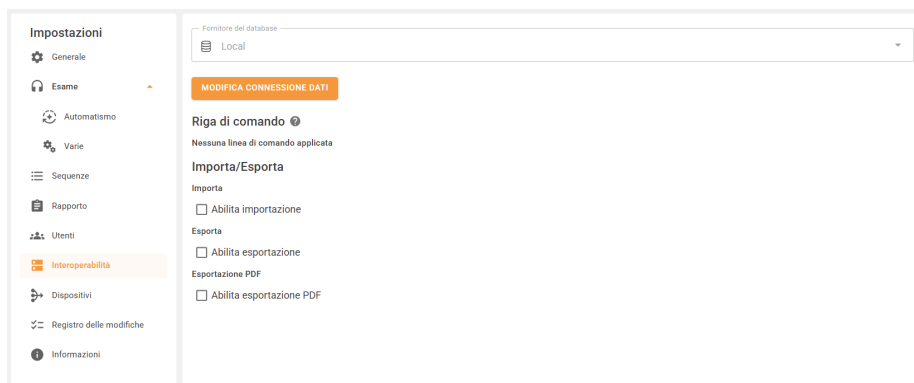 Impostazioni
Generale
Esame
Automatismo
Varie
Sequenze
Rapporto
Utenti
Interoperabilità
Dispositivi
Registro delle modifiche
Informazioni
Fornitore del database
Local
MODIFICA CONNESSIONE DATI
Riga di comando
Nessuna linea di comando applicata
Importa/Esporta
Importa
Abilita importazione
Esporta
Abilita esportazione
Esportazione PDF
Abilita esportazione PDF